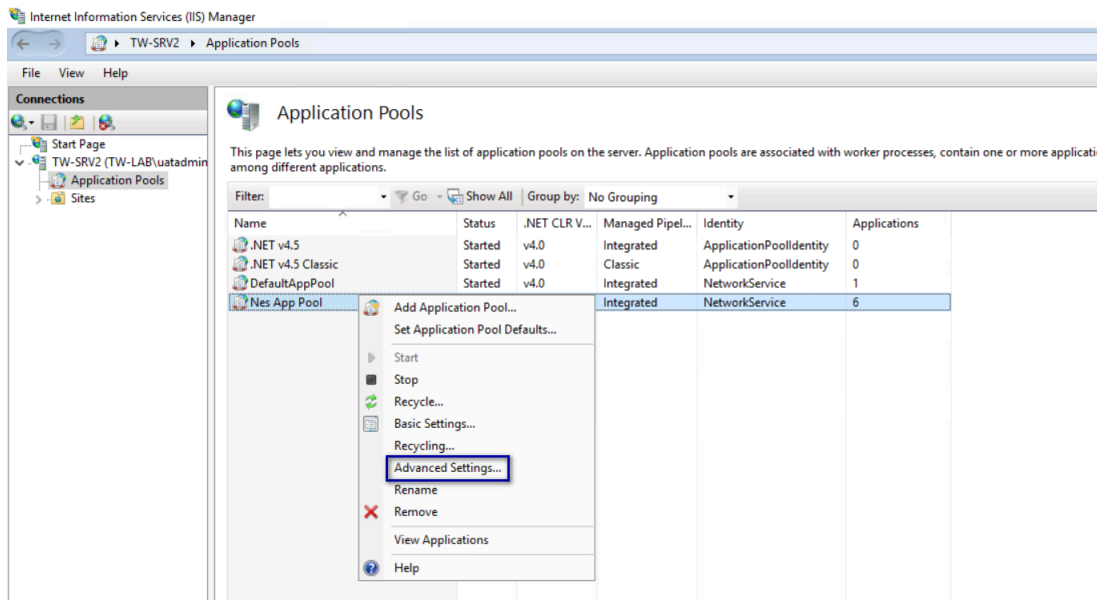 Internet Information Services (IIS) Manager
TW-SRV2 Application Pools
File View Help
Connections
Start Page
TW-SRV2 (TW-LAB\uatadmin
Application Pools
Sites
Application Pools
This page lets you view and manage the list of application pools on the server. Application pools are associated with worker processes, contain one or more applicati
among different applications.
Filter: Go Show All Group by: No Grouping
Name Status .NET CLR V... Managed Pipel... Identity Applications
.NET v4.5 Started v4.0 Integrated ApplicationPoolIdentity 0
.NET v4.5 Classic Started v4.0 Classic ApplicationPoolIdentity 0
DefaultAppPool Started v4.0 Integrated NetworkService 1
Nes App Pool Integrated NetworkService 6
Add Application Pool...
Set Application Pool Defaults...
Start
Stop
Recycle...
Basic Settings...
Recycling...
Advanced Settings...
Rename
Remove
View Applications
Help